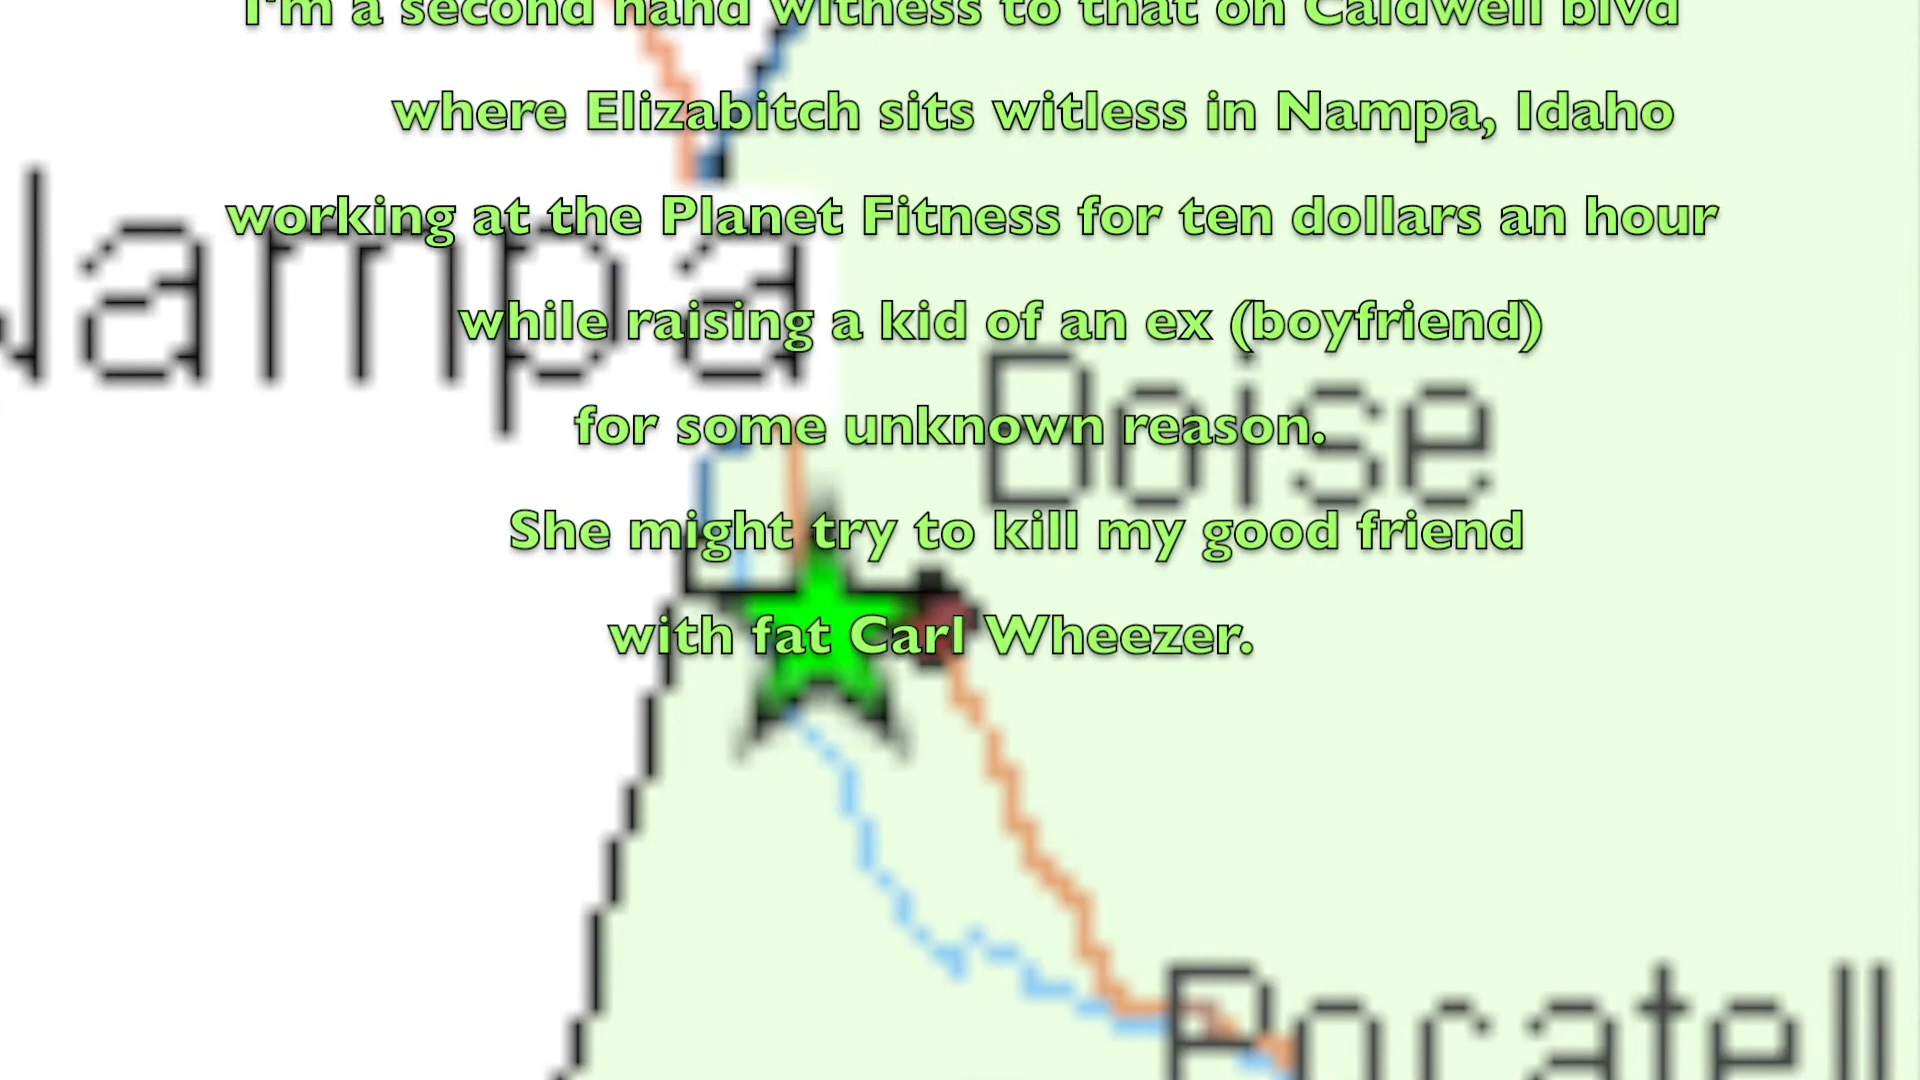 I'm a second hand witness to that on Caldwell blvd
where Elizabitch sits witless in Nampa, Idaho
working at the Planet Fitness for ten dollars an hour
Nampa
while raising a kid of an ex (boyfriend)
Boise
for some unknown reason.
She might try to kill my good friend
with fat Carl Wheezer.
Pocatell